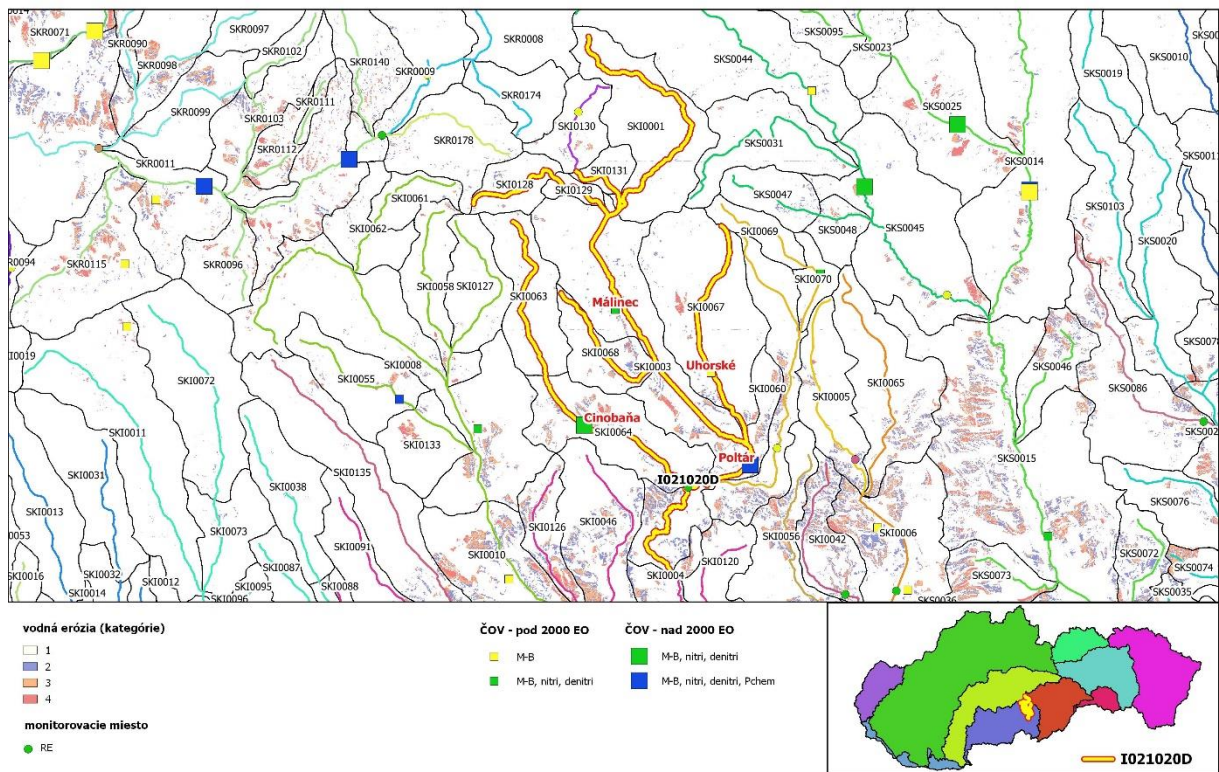 SKR0071
SKR0090
SKR0097
SKR0098
SKR0102
SKR0140
SKR0009
SKR0008
SKR0174
SKR0099
SKR0103
SKR0111
SKR0112
SKR0178
SKR0011
SKR0115
SKR0096
SKI0130
SKI0001
SKI0131
SKI0128
SKI0129
SKS0044
SKS0095
SKS0023
SKS0025
SKS0014
SKS0019
SKS0010
SKS0031
SKS0047
SKS0048
SKS0045
SKS0103
SKS0020
SKI0061
SKI0062
SKI0058
SKI0127
SKI0063
SKI0069
SKI0070
SKI0067
Málinec
SKI0068
SKI0003
Uhorské
SKI0060
SKI0005
SKI0065
SKS0046
SKS0086
SKI0072
SKI0055
SKI0008
SKI0011
SKI0133
Cinobaňa
SKI0064
Poltár
I021020D
SKS0015
SKI0031
SKI0038
SKI0135
SKI0013
SKI0073
SKI0126
SKI0046
SKI0091
SKI0010
SKI0056
SKI0042
SKI0006
SKS0076
SKS0072
SKS0074
SKS0073
SKS0035
SKS0036
SKI0016
SKI0032
SKI0012
SKI0014
SKI0095
SKI0087
SKI0088
SKI0096
SKI0004
SKI0120
vodná erózia (kategórie)
1
2
3
4
monitorovacie miesto
RE
ČOV - pod 2000 EO
M-B
M-B, nitri, denitri
ČOV - nad 2000 EO
M-B, nitri, denitri
M-B, nitri, denitri, Pchem
I021020D